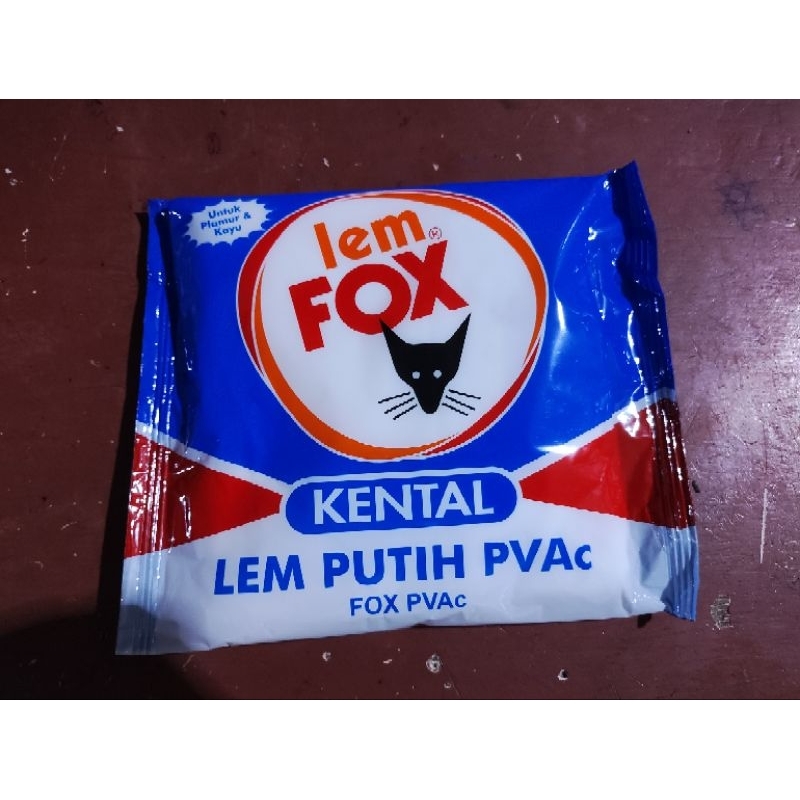 Untuk
Plamur &
Kayu
lem®
FOX
KENTAL
LEM PUTIH PVAc
FOX PVAc